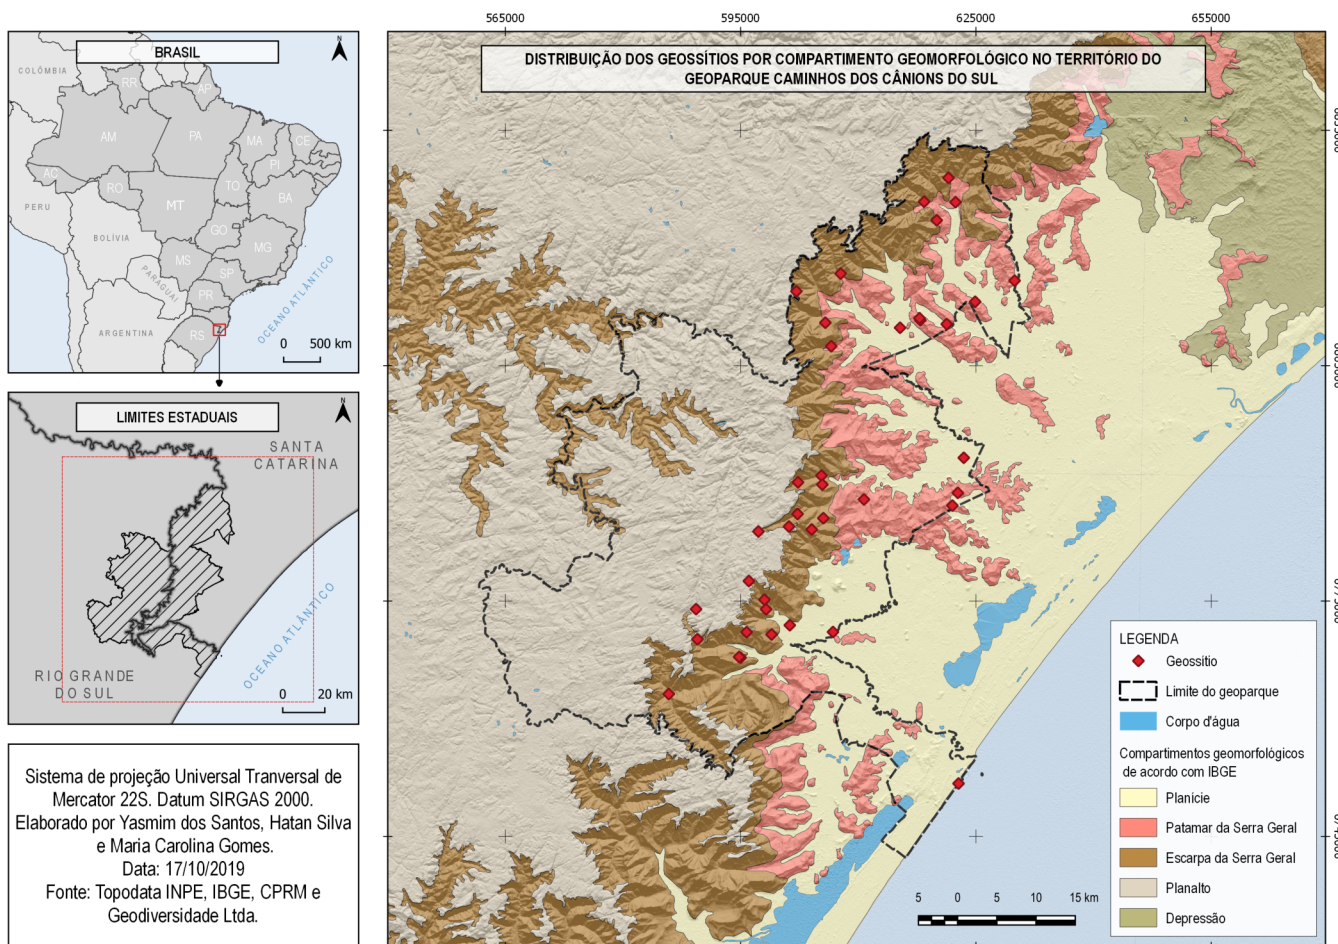 BRASIL
N
COLÔMBIA
RR
AP
AM
PA
MA
CE
PI
AC
RO
TO
BA
PERU
MT
BOLÍVIA
GO
MG
MS
SP
PARAGUAI
PR
ARGENTINA
RS
OCEANO ATLÂNTICO
0 500 km
LIMITES ESTADUAIS
N
SANTA
CATARINA
RIO GRANDE
DO SUL
OCEANO ATLÂNTICO
0 20 km
Sistema de projeção Universal Tranversal de
Mercator 22S. Datum SIRGAS 2000.
Elaborado por Yasmim dos Santos, Hatan Silva
e Maria Carolina Gomes.
Data: 17/10/2019
Fonte: Topodata INPE, IBGE, CPRM e
Geodiversidade Ltda.
565000 595000 625000 655000
DISTRIBUIÇÃO DOS GEOSSÍTIOS POR COMPARTIMENTO GEOMORFOLÓGICO NO TERRITÓRIO DO
GEOPARQUE CAMINHOS DOS CÂNIONS DO SUL
N
LEGENDA
Geossítio
Limite do geoparque
Corpo d'água
Compartimentos geomorfológicos
de acordo com IBGE
Planície
Patamar da Serra Geral
Escarpa da Serra Geral
Planalto
Depressão
5 0 5 10 15 km